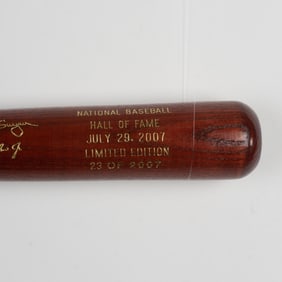 NATIONAL BASEBALL
HALL OF FAME
JULY 29, 2007
LIMITED EDITION
23 OF 2007